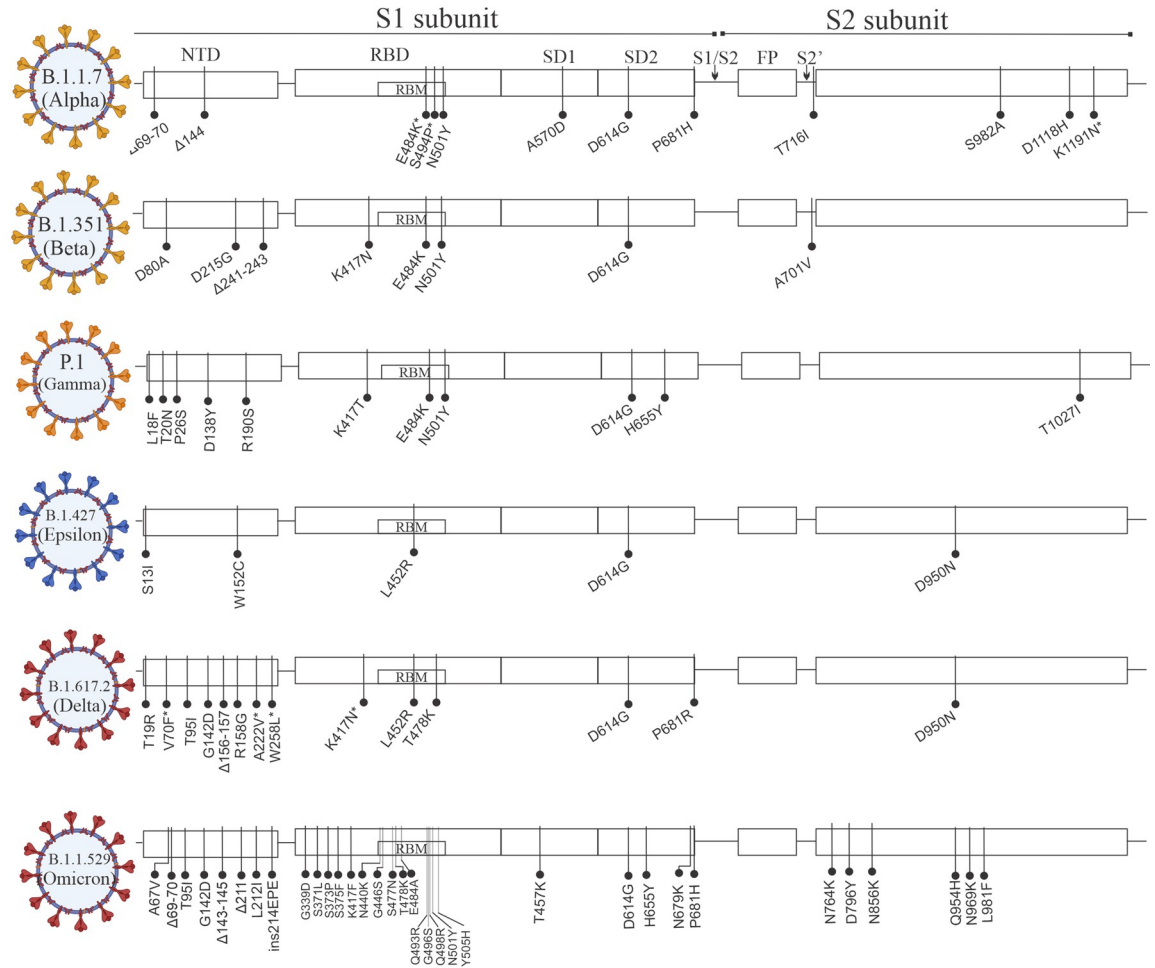 S1 subunit S2 subunit
NTD RBD SD1 SD2 S1/S2 FP S2’
B.1.1.7
(Alpha)
RBM
Δ69-70 Δ144 E484K* S494P* N501Y A570D D614G P681H T716I S982A D1118H K1191N*
B.1.351
(Beta)
RBM
D80A D215G Δ241-243 K417N E484K N501Y D614G A701V
P.1
(Gamma)
RBM
L18F T20N P26S D138Y R190S K417T E484K N501Y D614G H655Y T1027I
B.1.427
(Epsilon)
RBM
S13I W152C L452R D614G D950N
B.1.617.2
(Delta)
RBM
T19R V70F* T95I G142D Δ156-157 R158G A222V* W258L* K417N* L452R T478K D614G P681R D950N
B.1.1.529
Omicron)
RBM
A67V Δ69-70 T95I G142D Δ143-145 Δ211 L212I ins214EPE G339D S371L S373P S375F K417F N440K G446S S477N T478K E484A T457K D614G H655Y N679K P681H N764K D796Y N856K Q954H N969K L981F
Q493R G496S Q498R N501Y Y505H